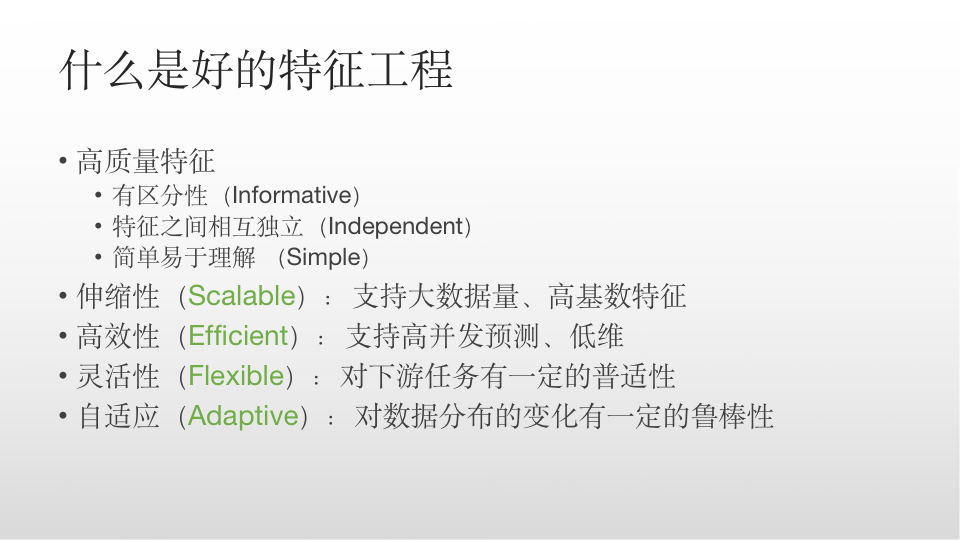 什么是好的特征工程
• 高质量特征
• 有区分性（Informative）
• 特征之间相互独立（Independent）
• 简单易于理解 （Simple）
• 伸缩性（Scalable）： 支持大数据量、高基数特征
• 高效性（Efficient）： 支持高并发预测、低维
• 灵活性（Flexible）： 对下游任务有一定的普适性
• 自适应（Adaptive）： 对数据分布的变化有一定的鲁棒性